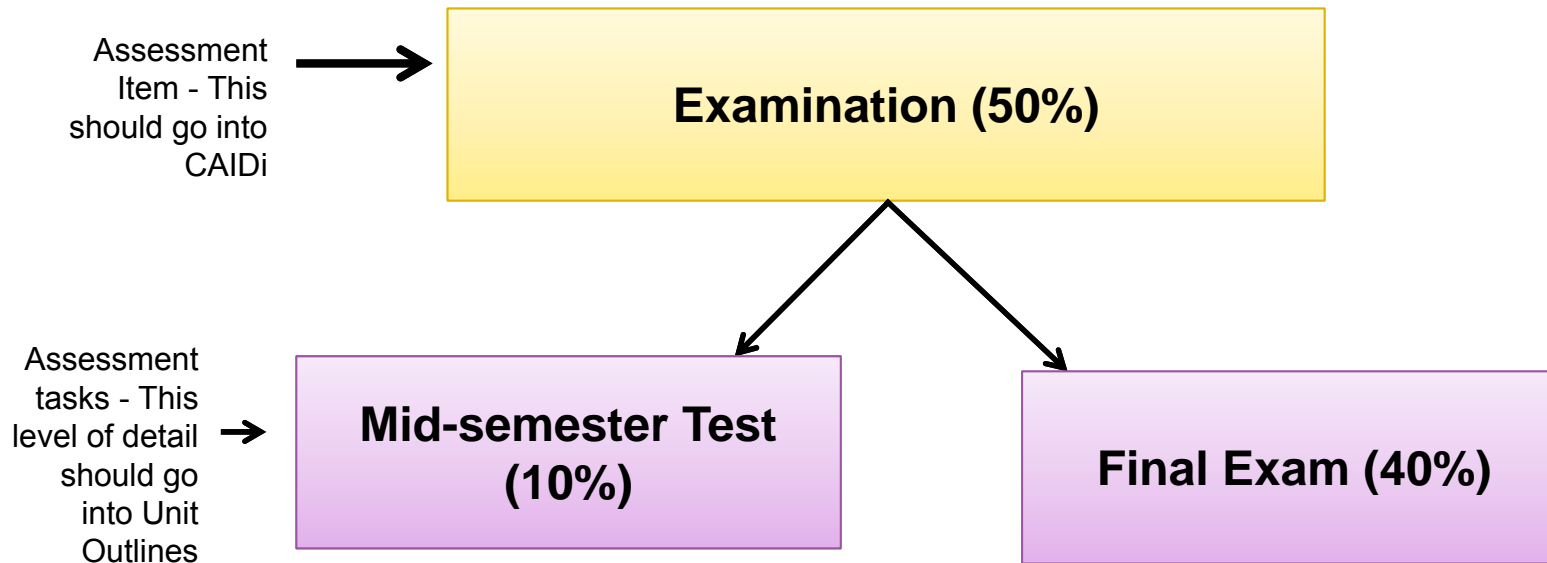 Assessment
Item - This
should go into
CAIDi
Examination (50%)
Assessment
tasks - This
level of detail
should go
into Unit
Outlines
Mid-semester Test
(10%)
Final Exam (40%)